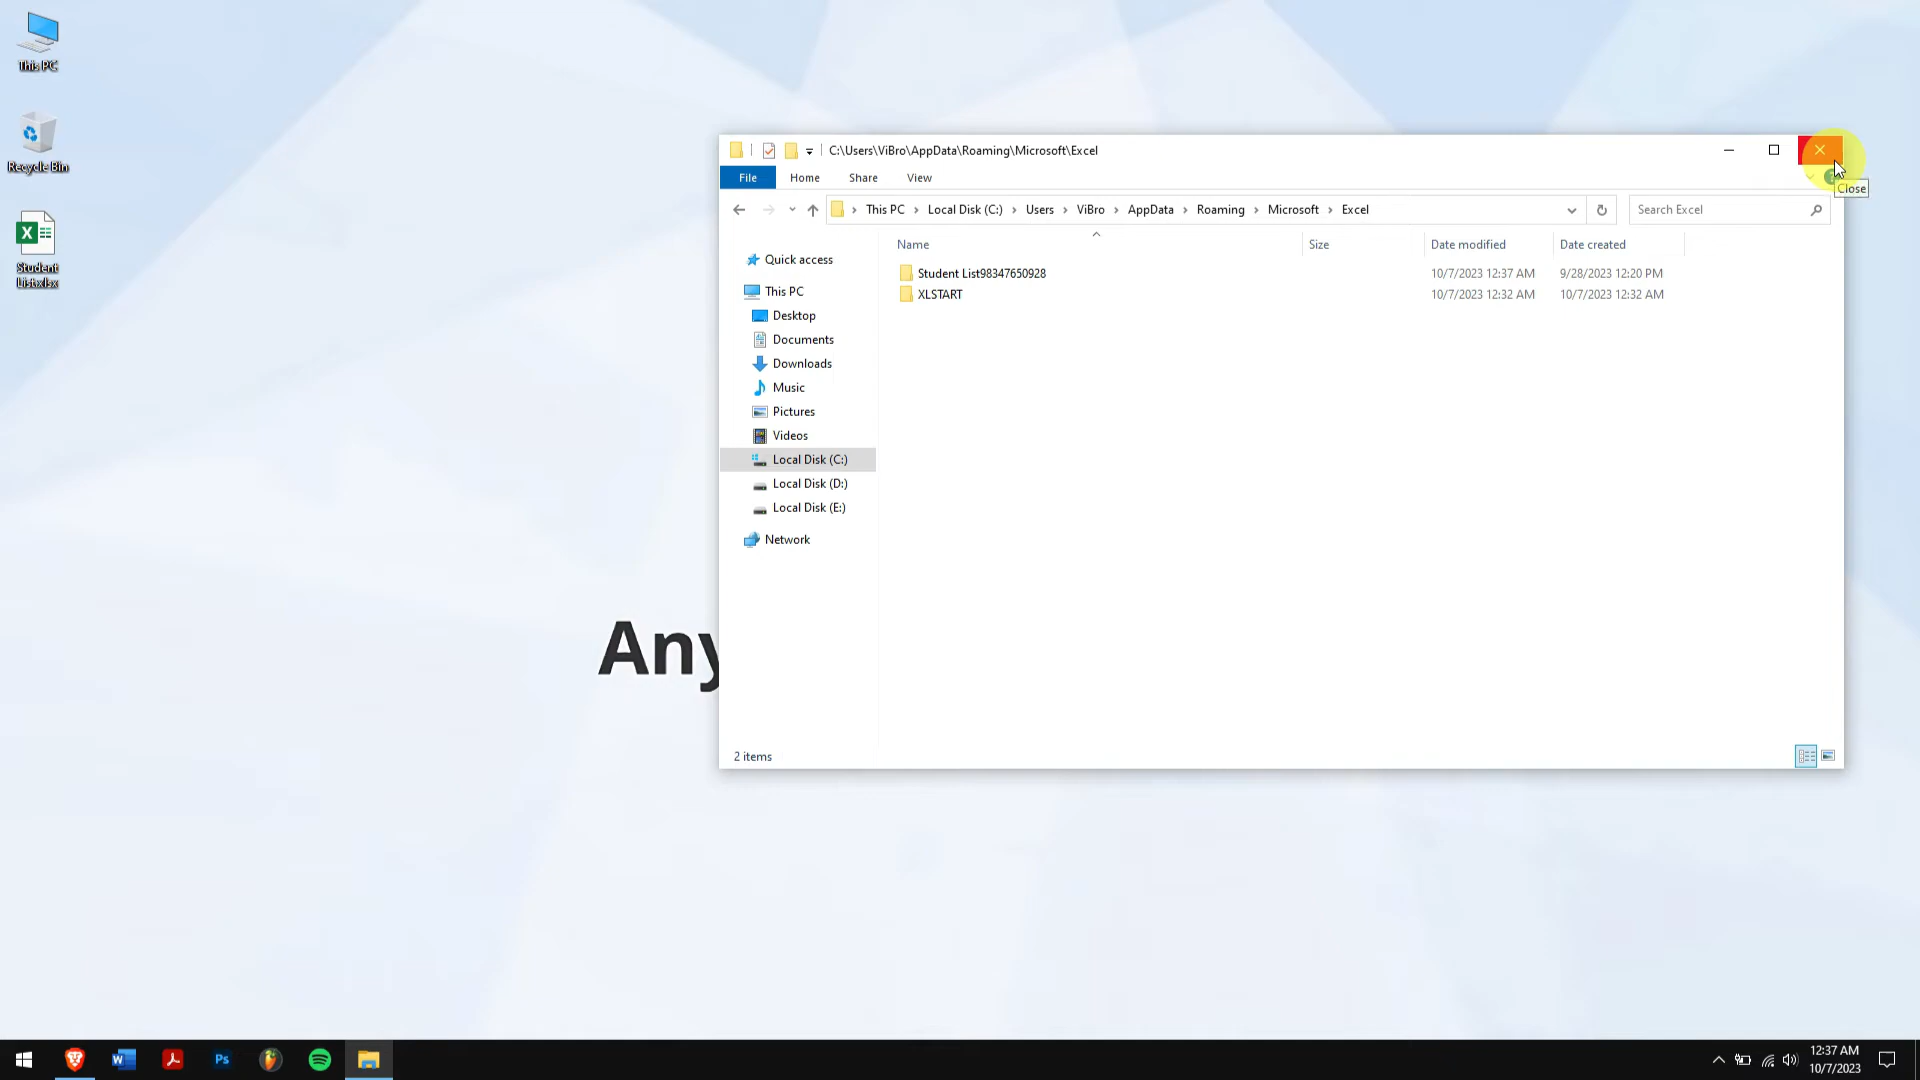 This PC
Recycle Bin
Student
List.xlsx
C:\Users\ViBro\AppData\Roaming\Microsoft\Excel
File Home Share View
Close
This PC Local Disk (C:) Users ViBro AppData Roaming Microsoft Excel
Search Excel
Name Size Date modified Date created
Student List98347650928 10/7/2023 12:37 AM 9/28/2023 12:20 PM
XLSTART 10/7/2023 12:32 AM 10/7/2023 12:32 AM
Quick access
This PC
Desktop
Documents
Downloads
Music
Pictures
Videos
Local Disk (C:)
Local Disk (D:)
Local Disk (E:)
Network
Any
2 items
W
Ps
12:37 AM
10/7/2023